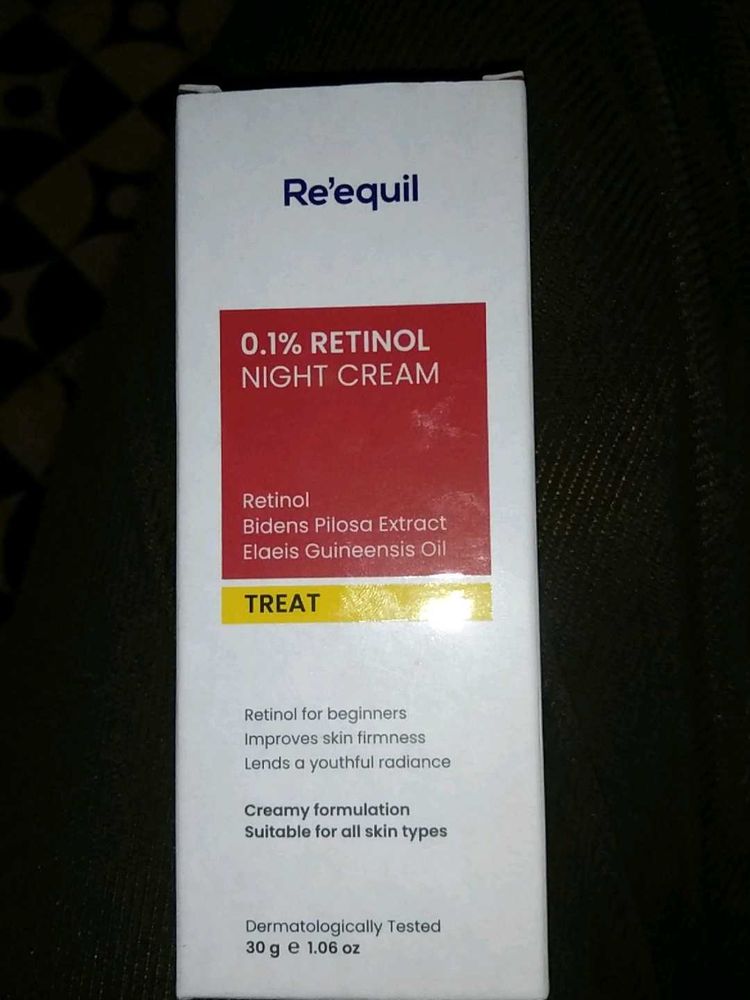 Re'equil
0.1% RETINOL
NIGHT CREAM
Retinol
Bidens Pilosa Extract
Elaeis Guineensis Oil
TREAT
Retinol for beginners
Improves skin firmness
Lends a youthful radiance
Creamy formulation
Suitable for all skin types
Dermatologically Tested
30 g ℮ 1.06 oz